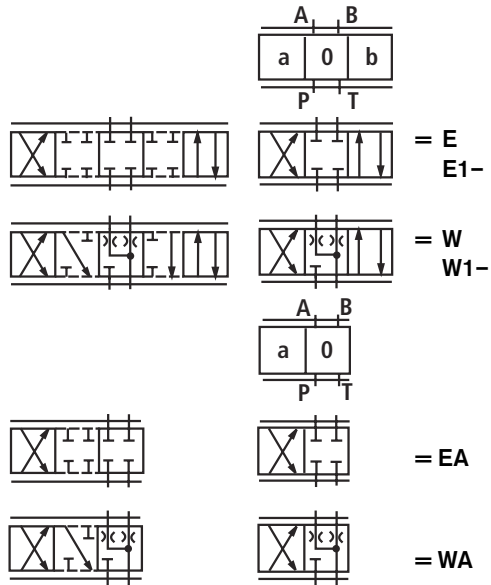 A B
a 0 b
P T
= E
E1–
= W
W1–
A B
a 0
P T
= EA
= WA